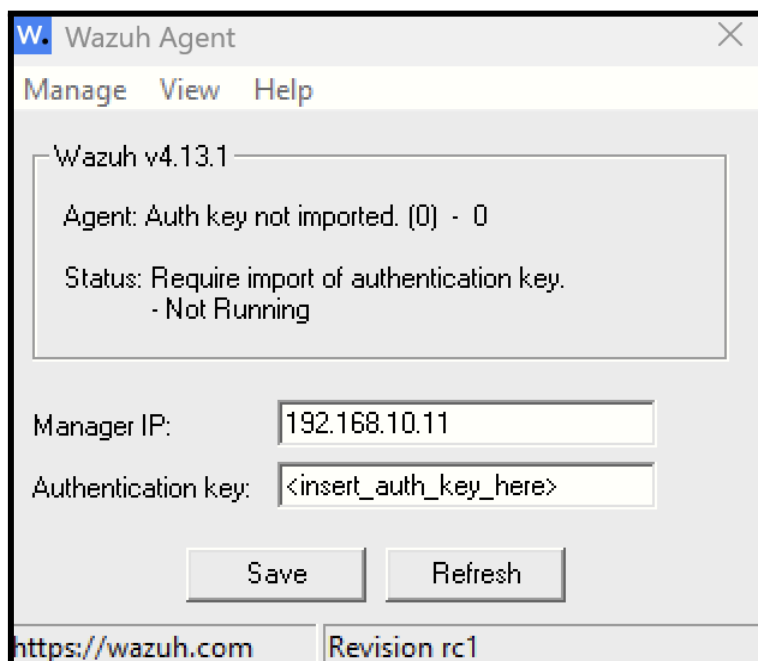 W. Wazuh Agent
Manage View Help
Wazuh v4.13.1
Agent: Auth key not imported. (0) - 0
Status: Require import of authentication key.
- Not Running
Manager IP: 192.168.10.11
Authentication key: <insert_auth_key_here>
Save Refresh
https://wazuh.com Revision rc1